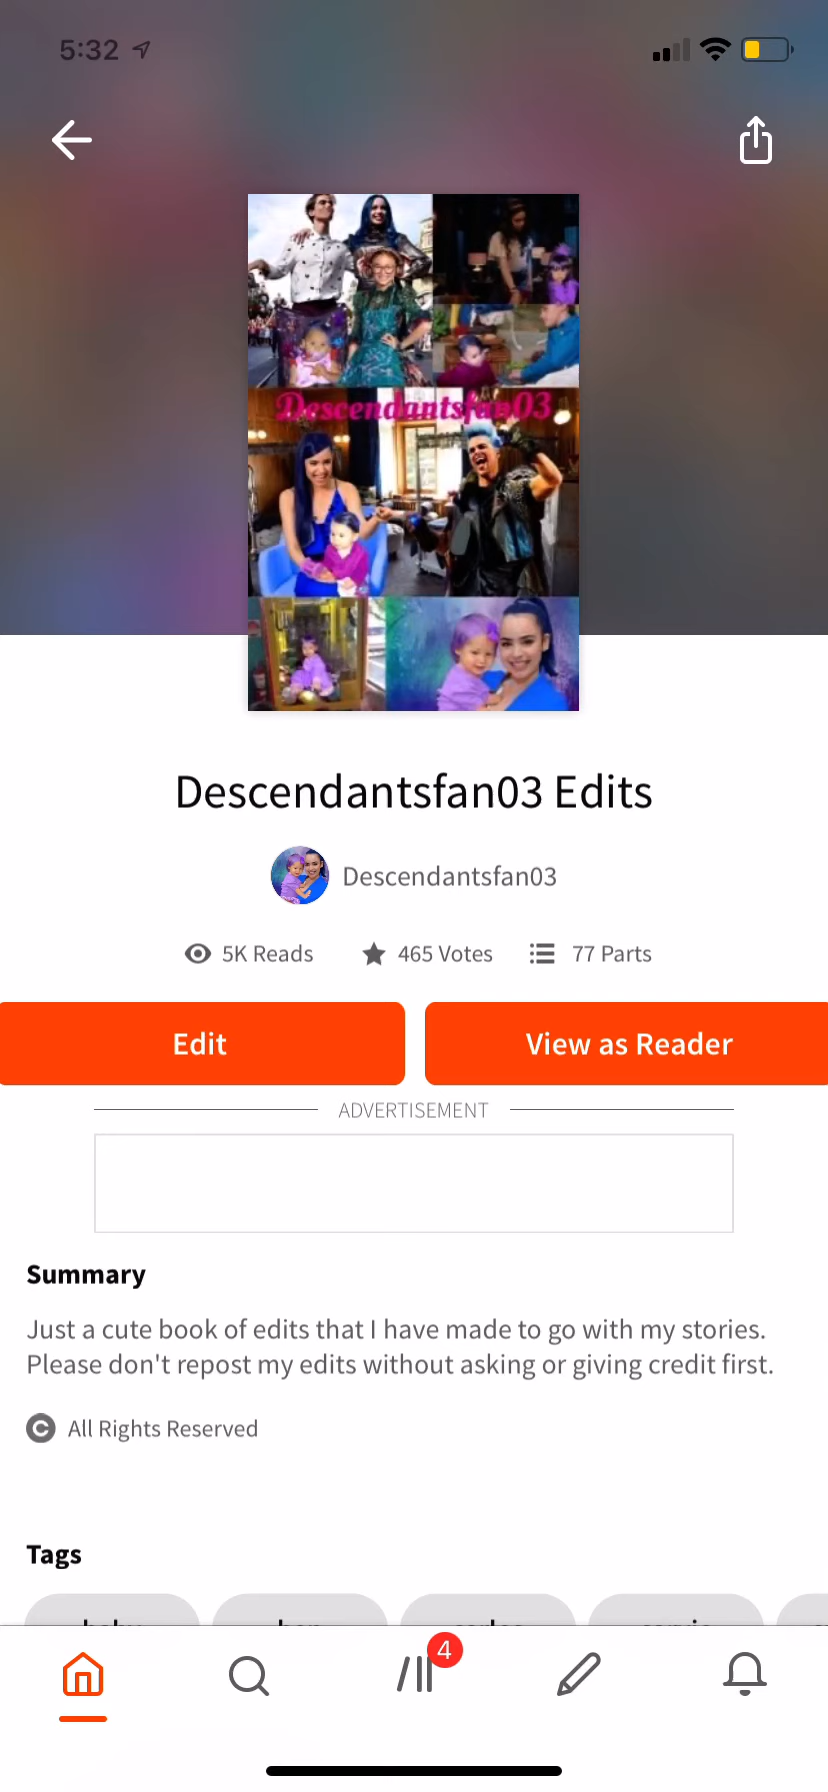 5:32
Descendantsfan03
Descendantsfan03 Edits
Descendantsfan03
5K Reads 465 Votes 77 Parts
Edit View as Reader
ADVERTISEMENT
Summary
Just a cute book of edits that I have made to go with my stories.
Please don't repost my edits without asking or giving credit first.
All Rights Reserved
Tags
4